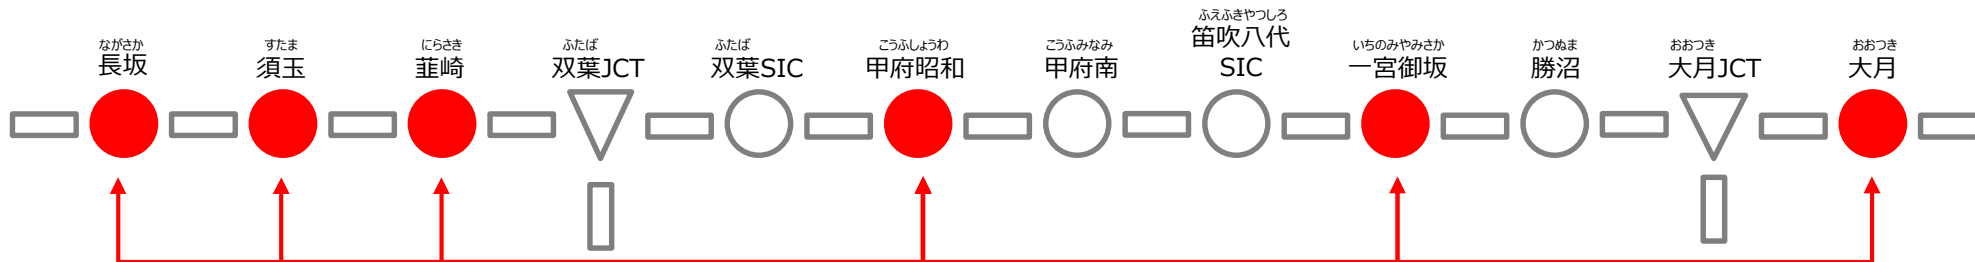 ながさか
長坂
すたま
須玉
にらさき
韮崎
ふたば
双葉JCT
ふたば
双葉SIC
こうふしょうわ
甲府昭和
こうふみなみ
甲府南
ふえふきやつしろ
笛吹八代
SIC
いちのみやみさか
一宮御坂
かつぬま
勝沼
おおつき
大月JCT
おおつき
大月